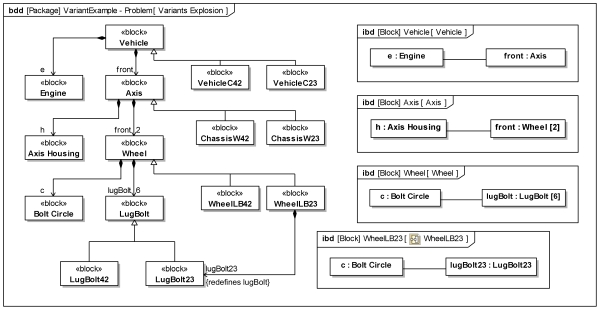 bdd [Package] VariantExample - Problem[ Variants Explosion ]
«block»
Vehicle
e
front
«block»
Engine
«block»
Axis
«block»
VehicleC42
«block»
VehicleC23
h
front
2
«block»
Axis Housing
«block»
Wheel
«block»
ChassisW42
«block»
ChassisW23
c
lugBolt
6
«block»
Bolt Circle
«block»
LugBolt
«block»
WheelLB42
«block»
WheelLB23
«block»
LugBolt42
«block»
LugBolt23
lugBolt23
{redefines lugBolt}
ibd [Block] Vehicle [ Vehicle ]
e : Engine
front : Axis
ibd [Block] Axis [ Axis ]
h : Axis Housing
front : Wheel [2]
ibd [Block] Wheel [ Wheel ]
c : Bolt Circle
lugBolt : LugBolt [6]
ibd [Block] WheelLB23 [ WheelLB23 ]
c : Bolt Circle
lugBolt23 : LugBolt23